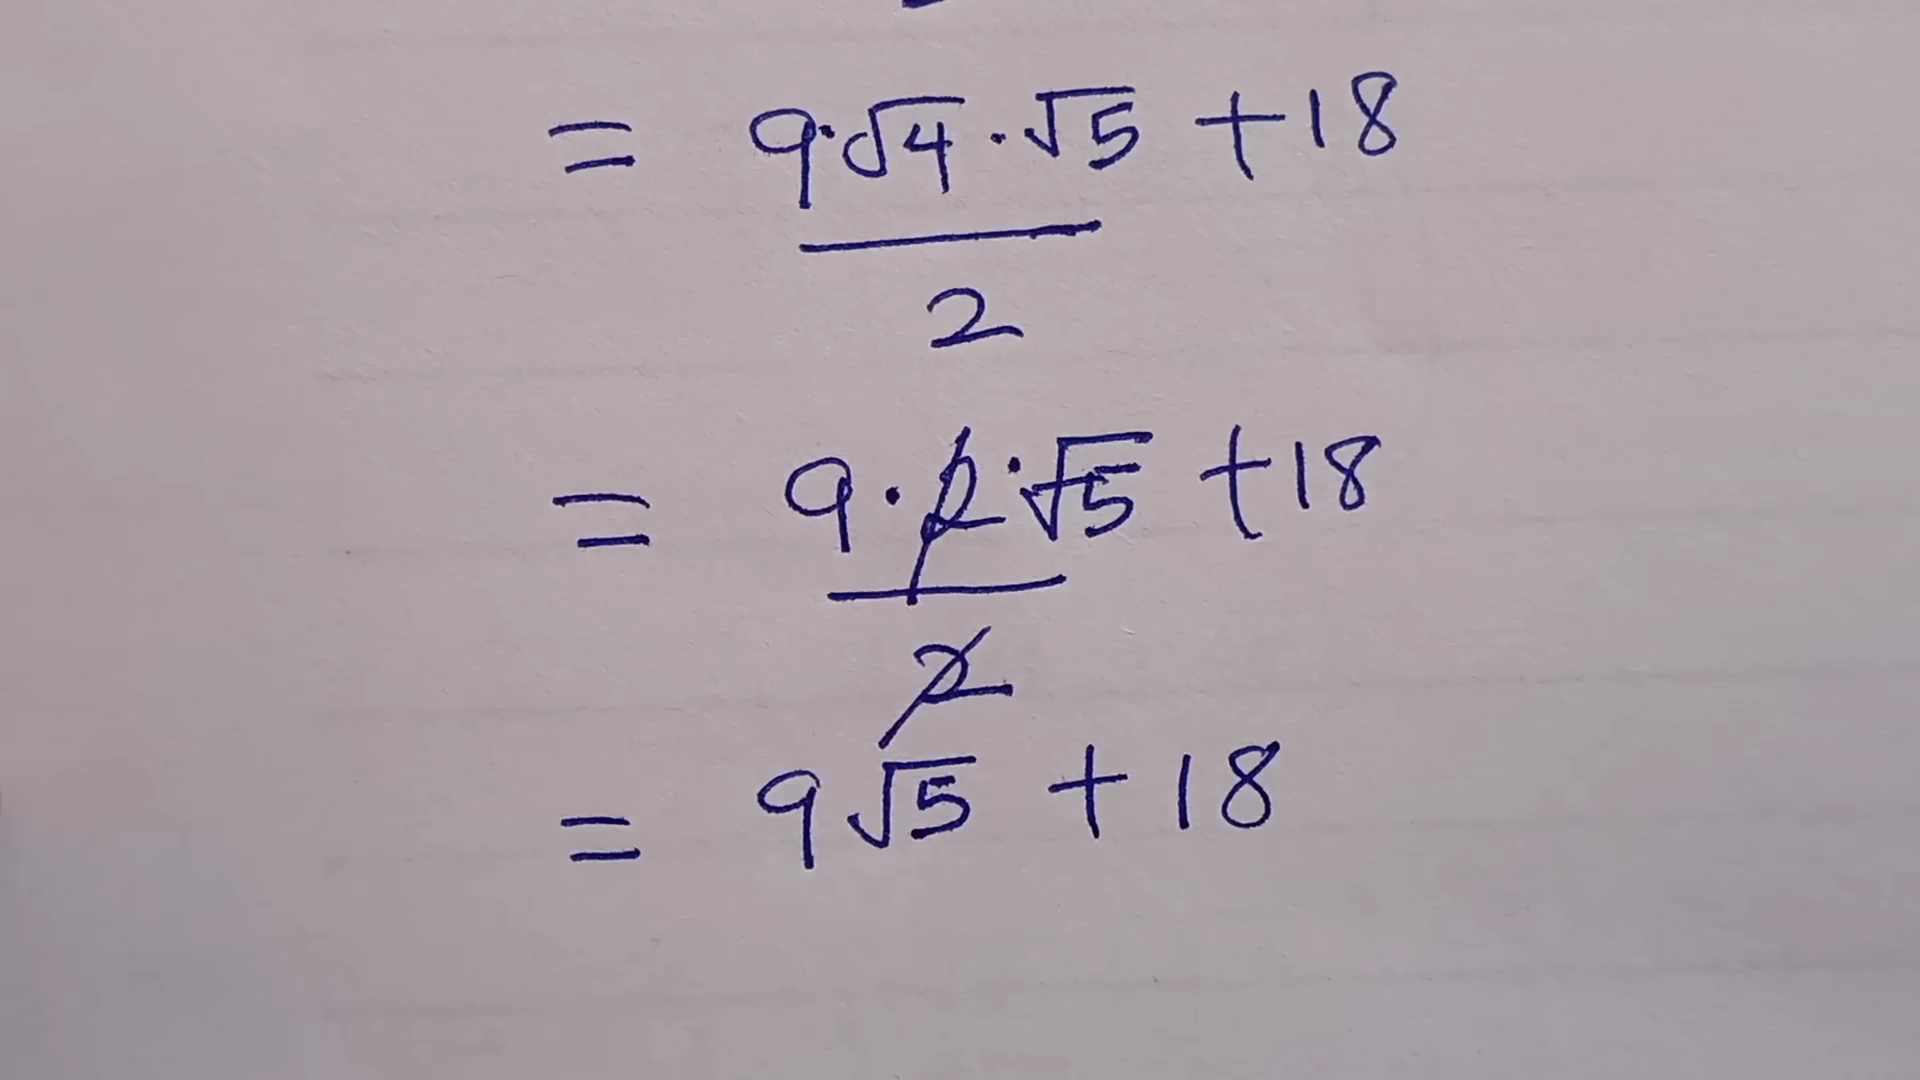 = 9·√4·√5 + 18
2
= 9·2·√5 + 18
2
= 9√5 + 18